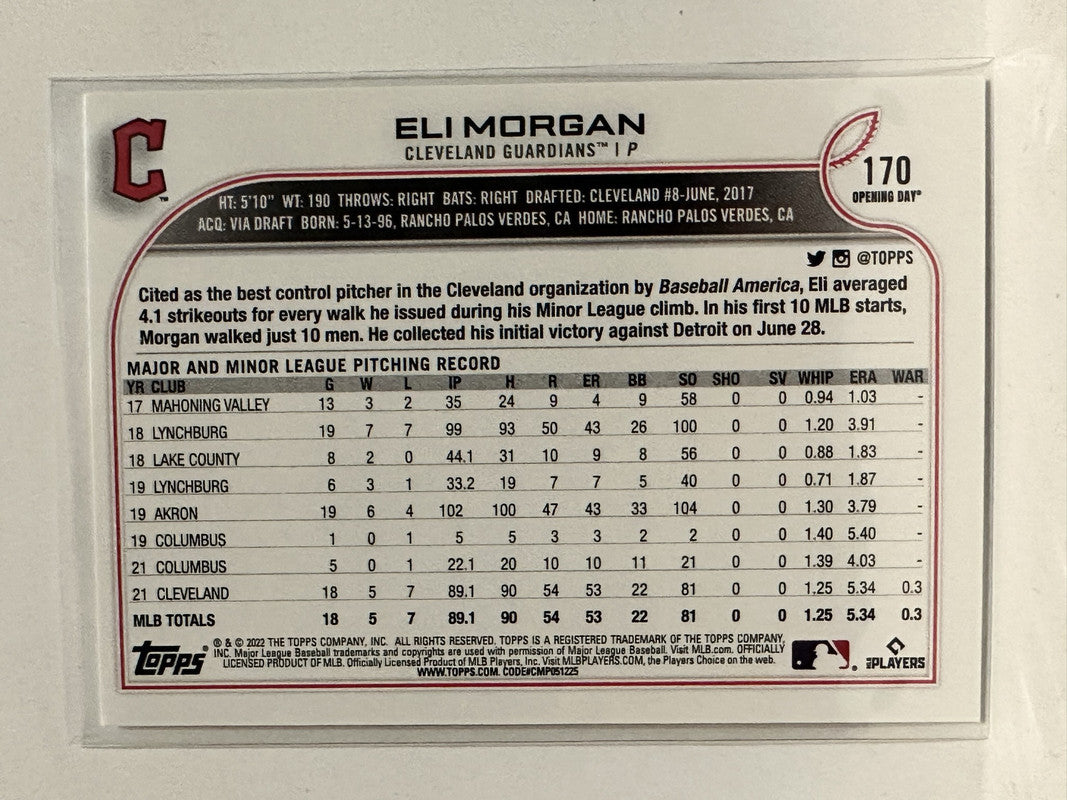 C
ELI MORGAN
CLEVELAND GUARDIANS™ | P
170
OPENING DAY®
HT: 5'10" WT: 190 THROWS: RIGHT BATS: RIGHT DRAFTED: CLEVELAND #8-JUNE, 2017
ACQ: VIA DRAFT BORN: 5-13-96, RANCHO PALOS VERDES, CA HOME: RANCHO PALOS VERDES, CA
@TOPPS
Cited as the best control pitcher in the Cleveland organization by Baseball America, Eli averaged
4.1 strikeouts for every walk he issued during his Minor League climb. In his first 10 MLB starts,
Morgan walked just 10 men. He collected his initial victory against Detroit on June 28.
MAJOR AND MINOR LEAGUE PITCHING RECORD
YR CLUB G W L IP H R ER BB SO SHO SV WHIP ERA WAR
17 MAHONING VALLEY 13 3 2 35 24 9 4 9 58 0 0 0.94 1.03 -
18 LYNCHBURG 19 7 7 99 93 50 43 26 100 0 0 1.20 3.91 -
18 LAKE COUNTY 8 2 0 44.1 31 10 9 8 56 0 0 0.88 1.83 -
19 LYNCHBURG 6 3 1 33.2 19 7 7 5 40 0 0 0.71 1.87 -
19 AKRON 19 6 4 102 100 47 43 33 104 0 0 1.30 3.79 -
19 COLUMBUS 1 0 1 5 5 3 3 2 2 0 0 1.40 5.40 -
21 COLUMBUS 5 0 1 22.1 20 10 10 11 21 0 0 1.39 4.03 -
21 CLEVELAND 18 5 7 89.1 90 54 53 22 81 0 0 1.25 5.34 0.3
MLB TOTALS 18 5 7 89.1 90 54 53 22 81 0 0 1.25 5.34 0.3
topps®
® & © 2022 THE TOPPS COMPANY, INC. ALL RIGHTS RESERVED. TOPPS IS A REGISTERED TRADEMARK OF THE TOPPS COMPANY,
INC. Major League Baseball trademarks and copyrights are used with permission of Major League Baseball. Visit MLB.com. OFFICIALLY
LICENSED PRODUCT OF MLB. Officially Licensed Product of MLB Players, Inc. Visit MLBPLAYERS.COM, the Players Choice on the web.
WWW.TOPPS.COM. CODE#CMP051225
MLB PLAYERS